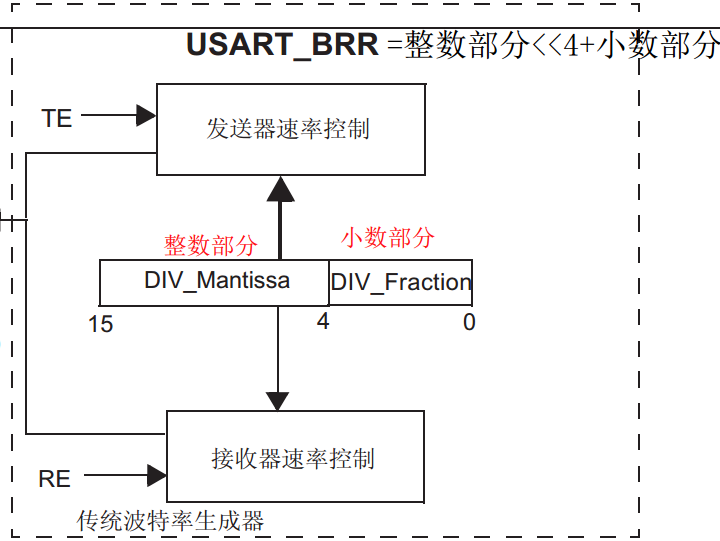 USART_BRR =整数部分<<4+小数部分
TE
发送器速率控制
整数部分
小数部分
DIV_Mantissa
DIV_Fraction
15
4
0
接收器速率控制
RE
传统波特率生成器